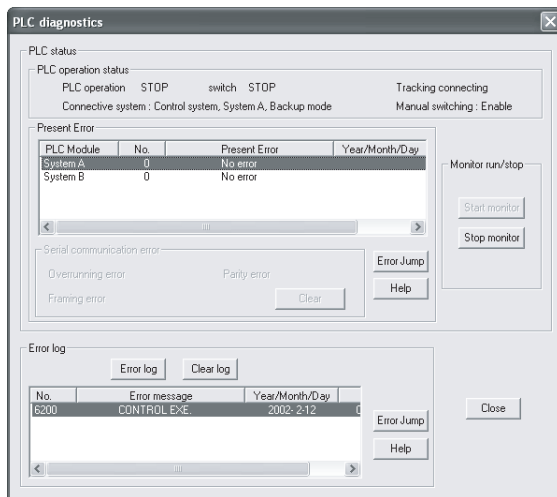 PLC diagnostics
PLC status
PLC operation status
PLC operation STOP switch STOP Tracking connecting
Connective system : Control system, System A, Backup mode Manual switching : Enable
Present Error
PLC Module No. Present Error Year/Month/Day
System A 0 No error
System B 0 No error
Monitor run/stop
Start monitor
Stop monitor
Serial communication error
Overrunning error Parity error
Framing error Clear
Error Jump
Help
Error log
Error log Clear log
No. Error message Year/Month/Day
6200 CONTROL EXE. 2002- 2-12
Error Jump
Help
Close